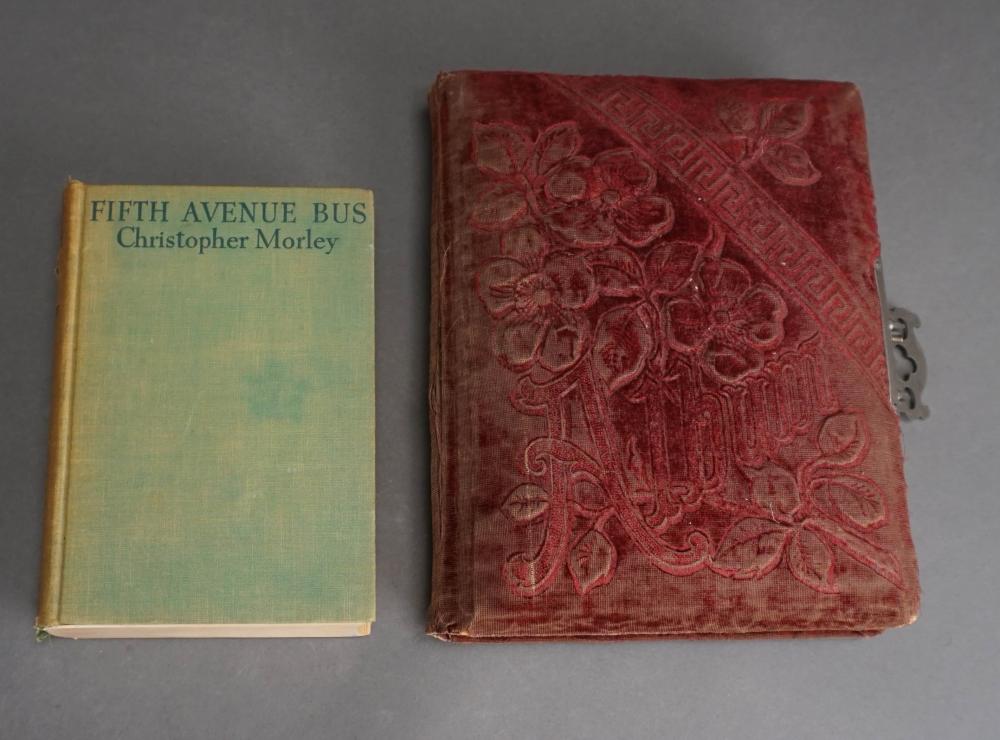 FIFTH AVENUE BUS
Christopher Morley
Album